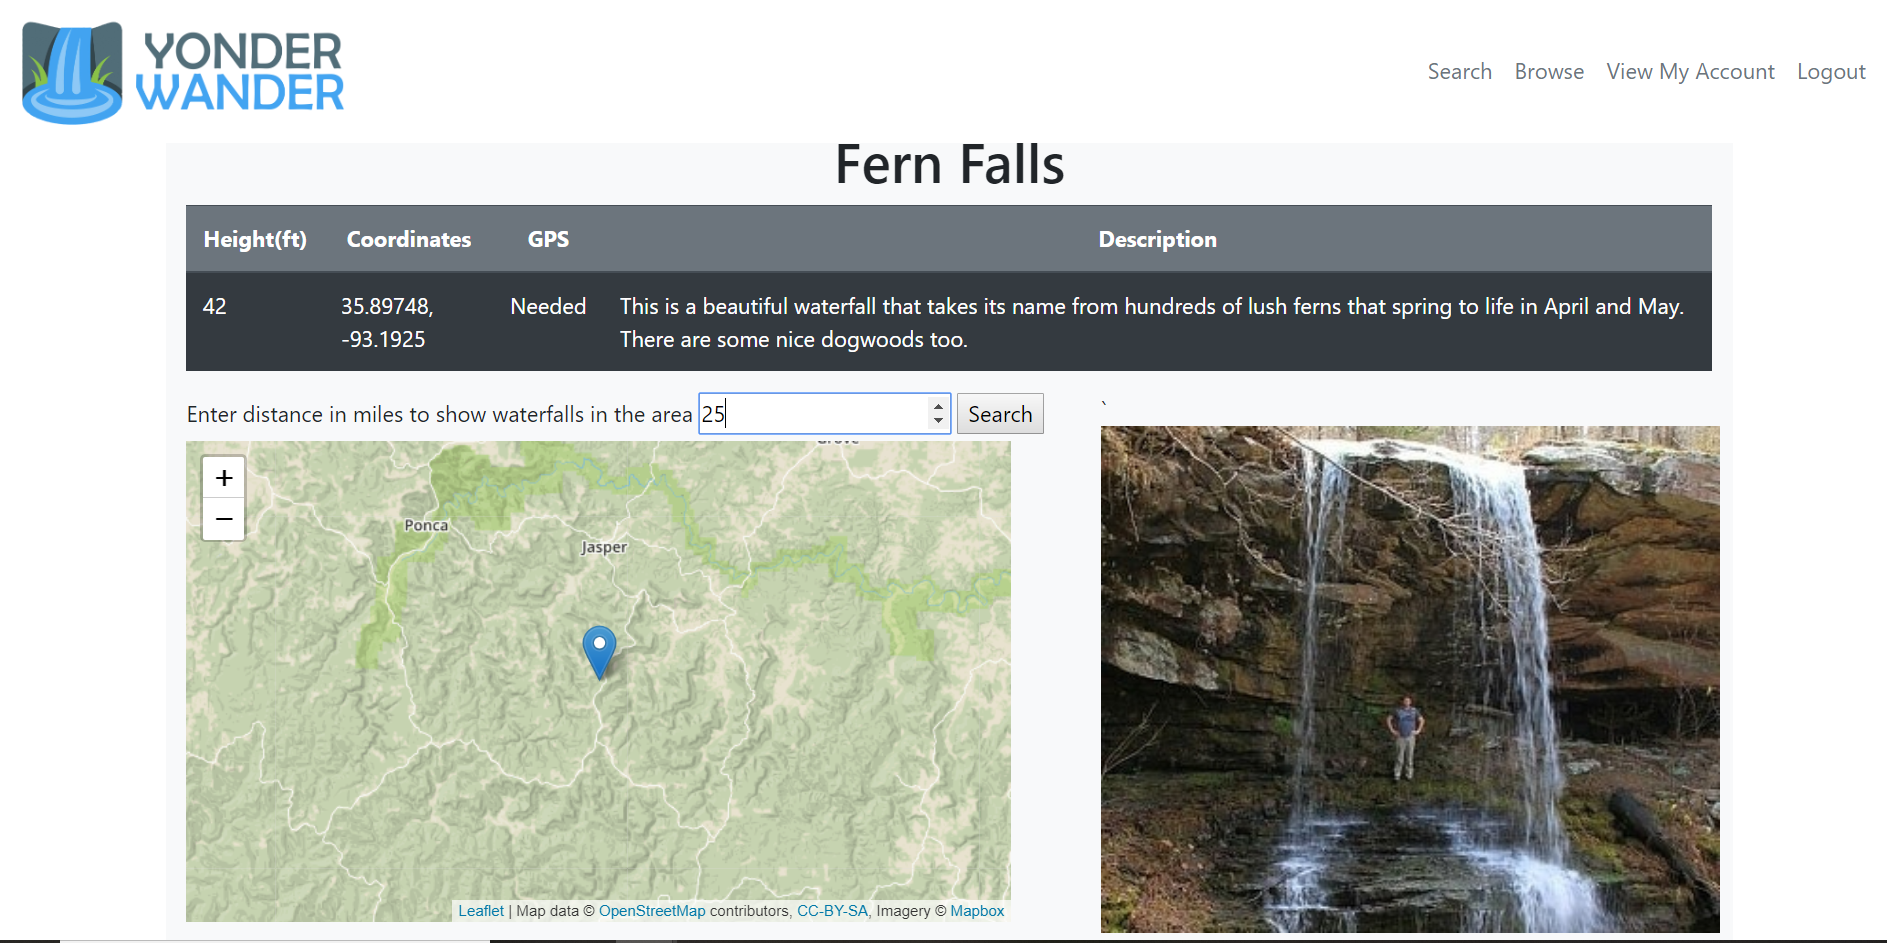 YONDER
WANDER
Search Browse View My Account Logout
Fern Falls
Height(ft) Coordinates GPS Description
42 35.89748, Needed This is a beautiful waterfall that takes its name from hundreds of lush ferns that spring to life in April and May.
-93.1925 There are some nice dogwoods too.
Enter distance in miles to show waterfalls in the area 25 Search
`
+
−
Ponca
Jasper
Leaflet | Map data © OpenStreetMap contributors, CC-BY-SA, Imagery © Mapbox